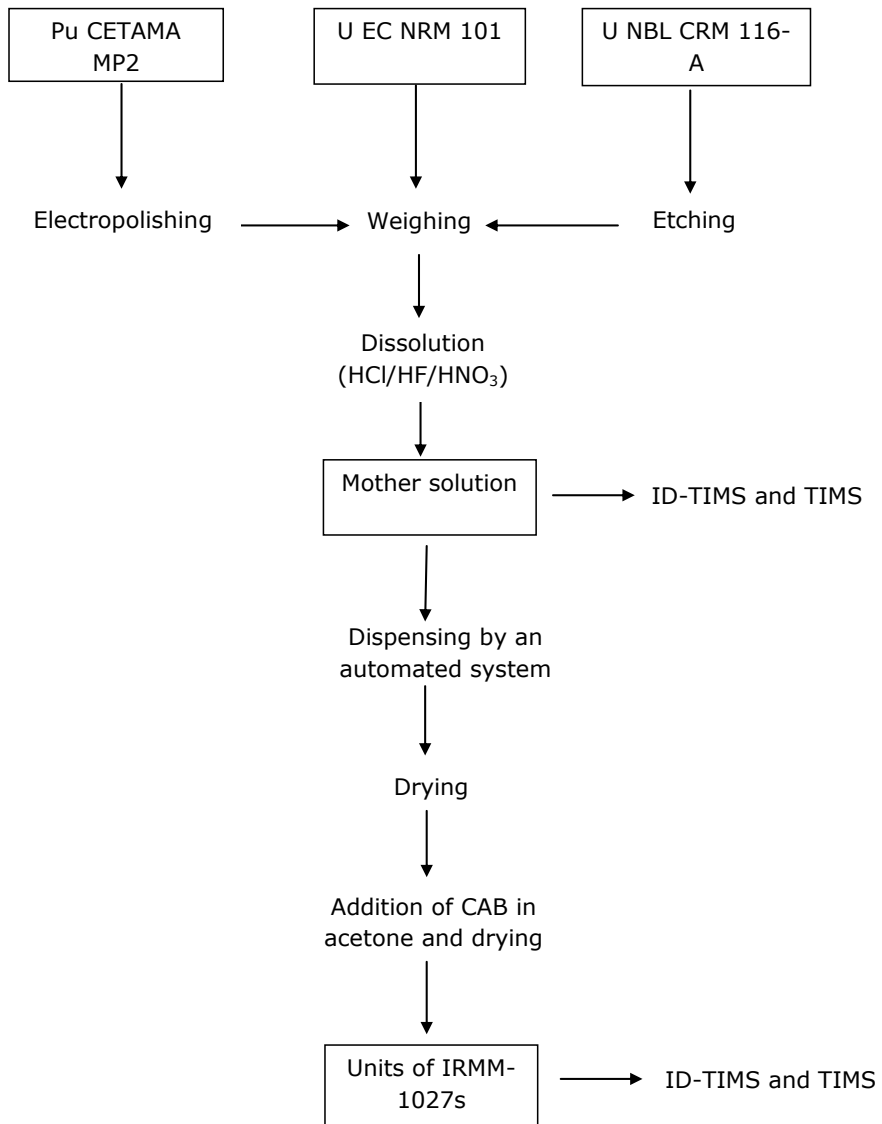 Pu CETAMA
MP2
U EC NRM 101
U NBL CRM 116-
A
Electropolishing
Weighing
Etching
Dissolution
(HCl/HF/HNO₃)
Mother solution
ID-TIMS and TIMS
Dispensing by an
automated system
Drying
Addition of CAB in
acetone and drying
Units of IRMM-
1027s
ID-TIMS and TIMS